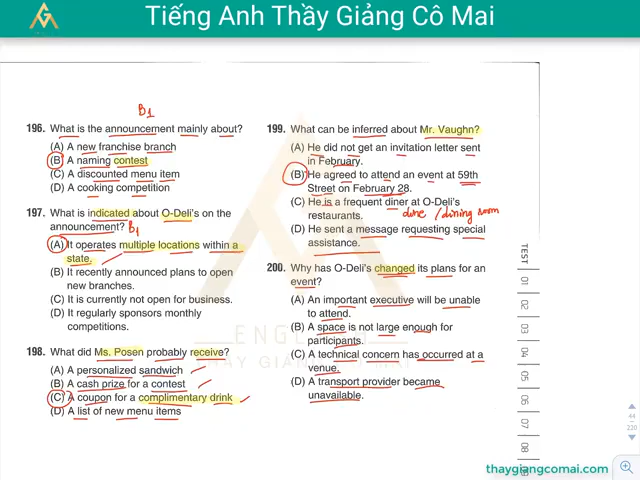 Tiếng Anh Thầy Giảng Cô Mai
B1
196. What is the announcement mainly about?
(A) A new franchise branch
(B) A naming contest
(C) A discounted menu item
(D) A cooking competition
197. What is indicated about O-Deli's on the
announcement? B1
(A) It operates multiple locations within a
state.
(B) It recently announced plans to open
new branches.
(C) It is currently not open for business.
(D) It regularly sponsors monthly
competitions.
198. What did Ms. Posen probably receive?
(A) A personalized sandwich
(B) A cash prize for a contest
(C) A coupon for a complimentary drink
(D) A list of new menu items
199. What can be inferred about Mr. Vaughn?
(A) He did not get an invitation letter sent
in February.
(B) He agreed to attend an event at 59th
Street on February 28.
(C) He is a frequent diner at O-Deli's
restaurants.
dine / dining room
(D) He sent a message requesting special
assistance.
200. Why has O-Deli's changed its plans for an
event?
(A) An important executive will be unable
to attend.
(B) A space is not large enough for
participants.
(C) A technical concern has occurred at a
venue.
(D) A transport provider became
unavailable.
TEST
01
02
03
04
05
06
07
08
44
220
thaygiangcomai.com